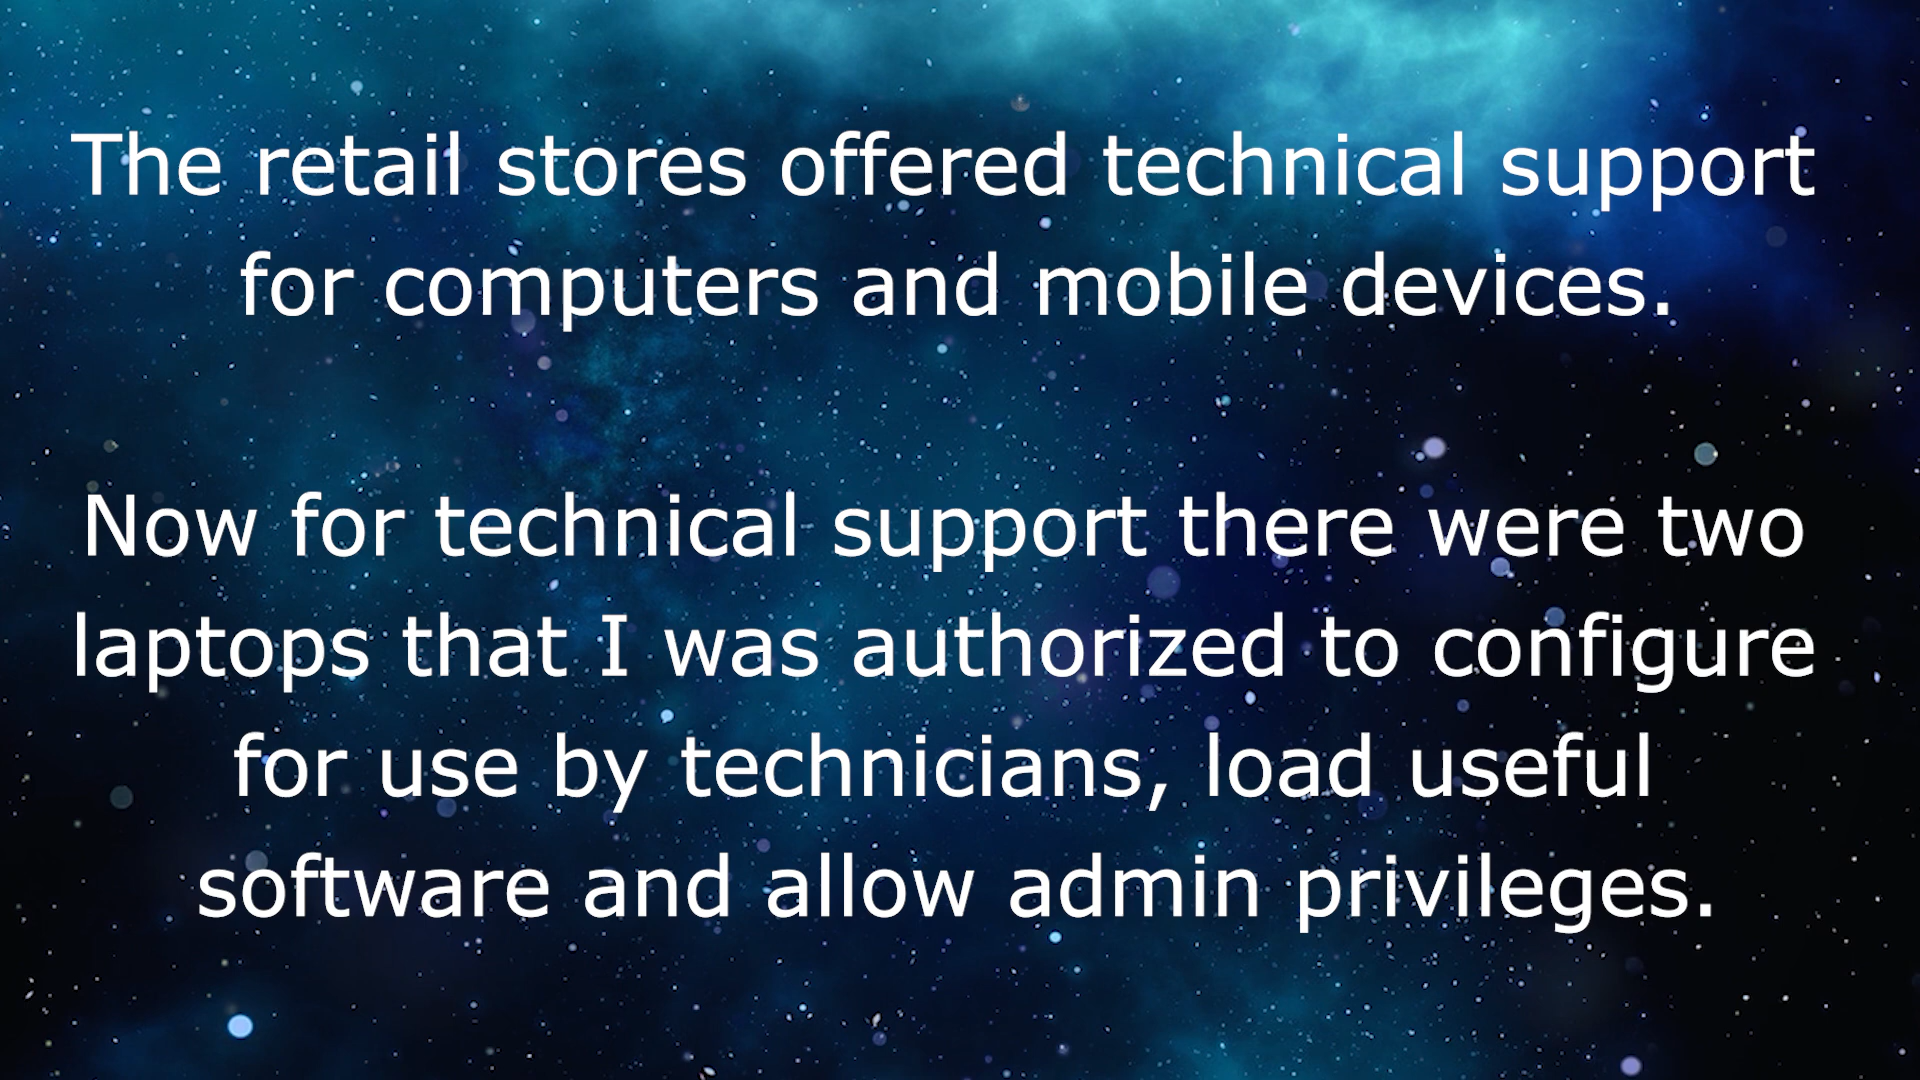 The retail stores offered technical support
for computers and mobile devices.
Now for technical support there were two
laptops that I was authorized to configure
for use by technicians, load useful
software and allow admin privileges.